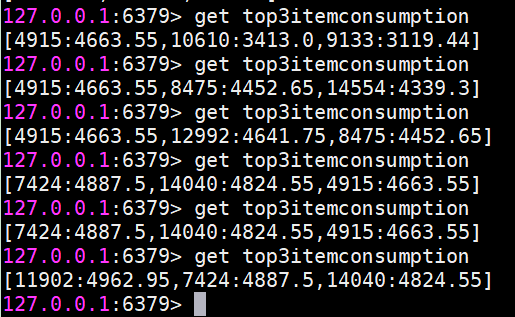 127.0.0.1:6379> get top3itemconsumption
[4915:4663.55,10610:3413.0,9133:3119.44]
127.0.0.1:6379> get top3itemconsumption
[4915:4663.55,8475:4452.65,14554:4339.3]
127.0.0.1:6379> get top3itemconsumption
[4915:4663.55,12992:4641.75,8475:4452.65]
127.0.0.1:6379> get top3itemconsumption
[7424:4887.5,14040:4824.55,4915:4663.55]
127.0.0.1:6379> get top3itemconsumption
[7424:4887.5,14040:4824.55,4915:4663.55]
127.0.0.1:6379> get top3itemconsumption
[11902:4962.95,7424:4887.5,14040:4824.55]
127.0.0.1:6379>